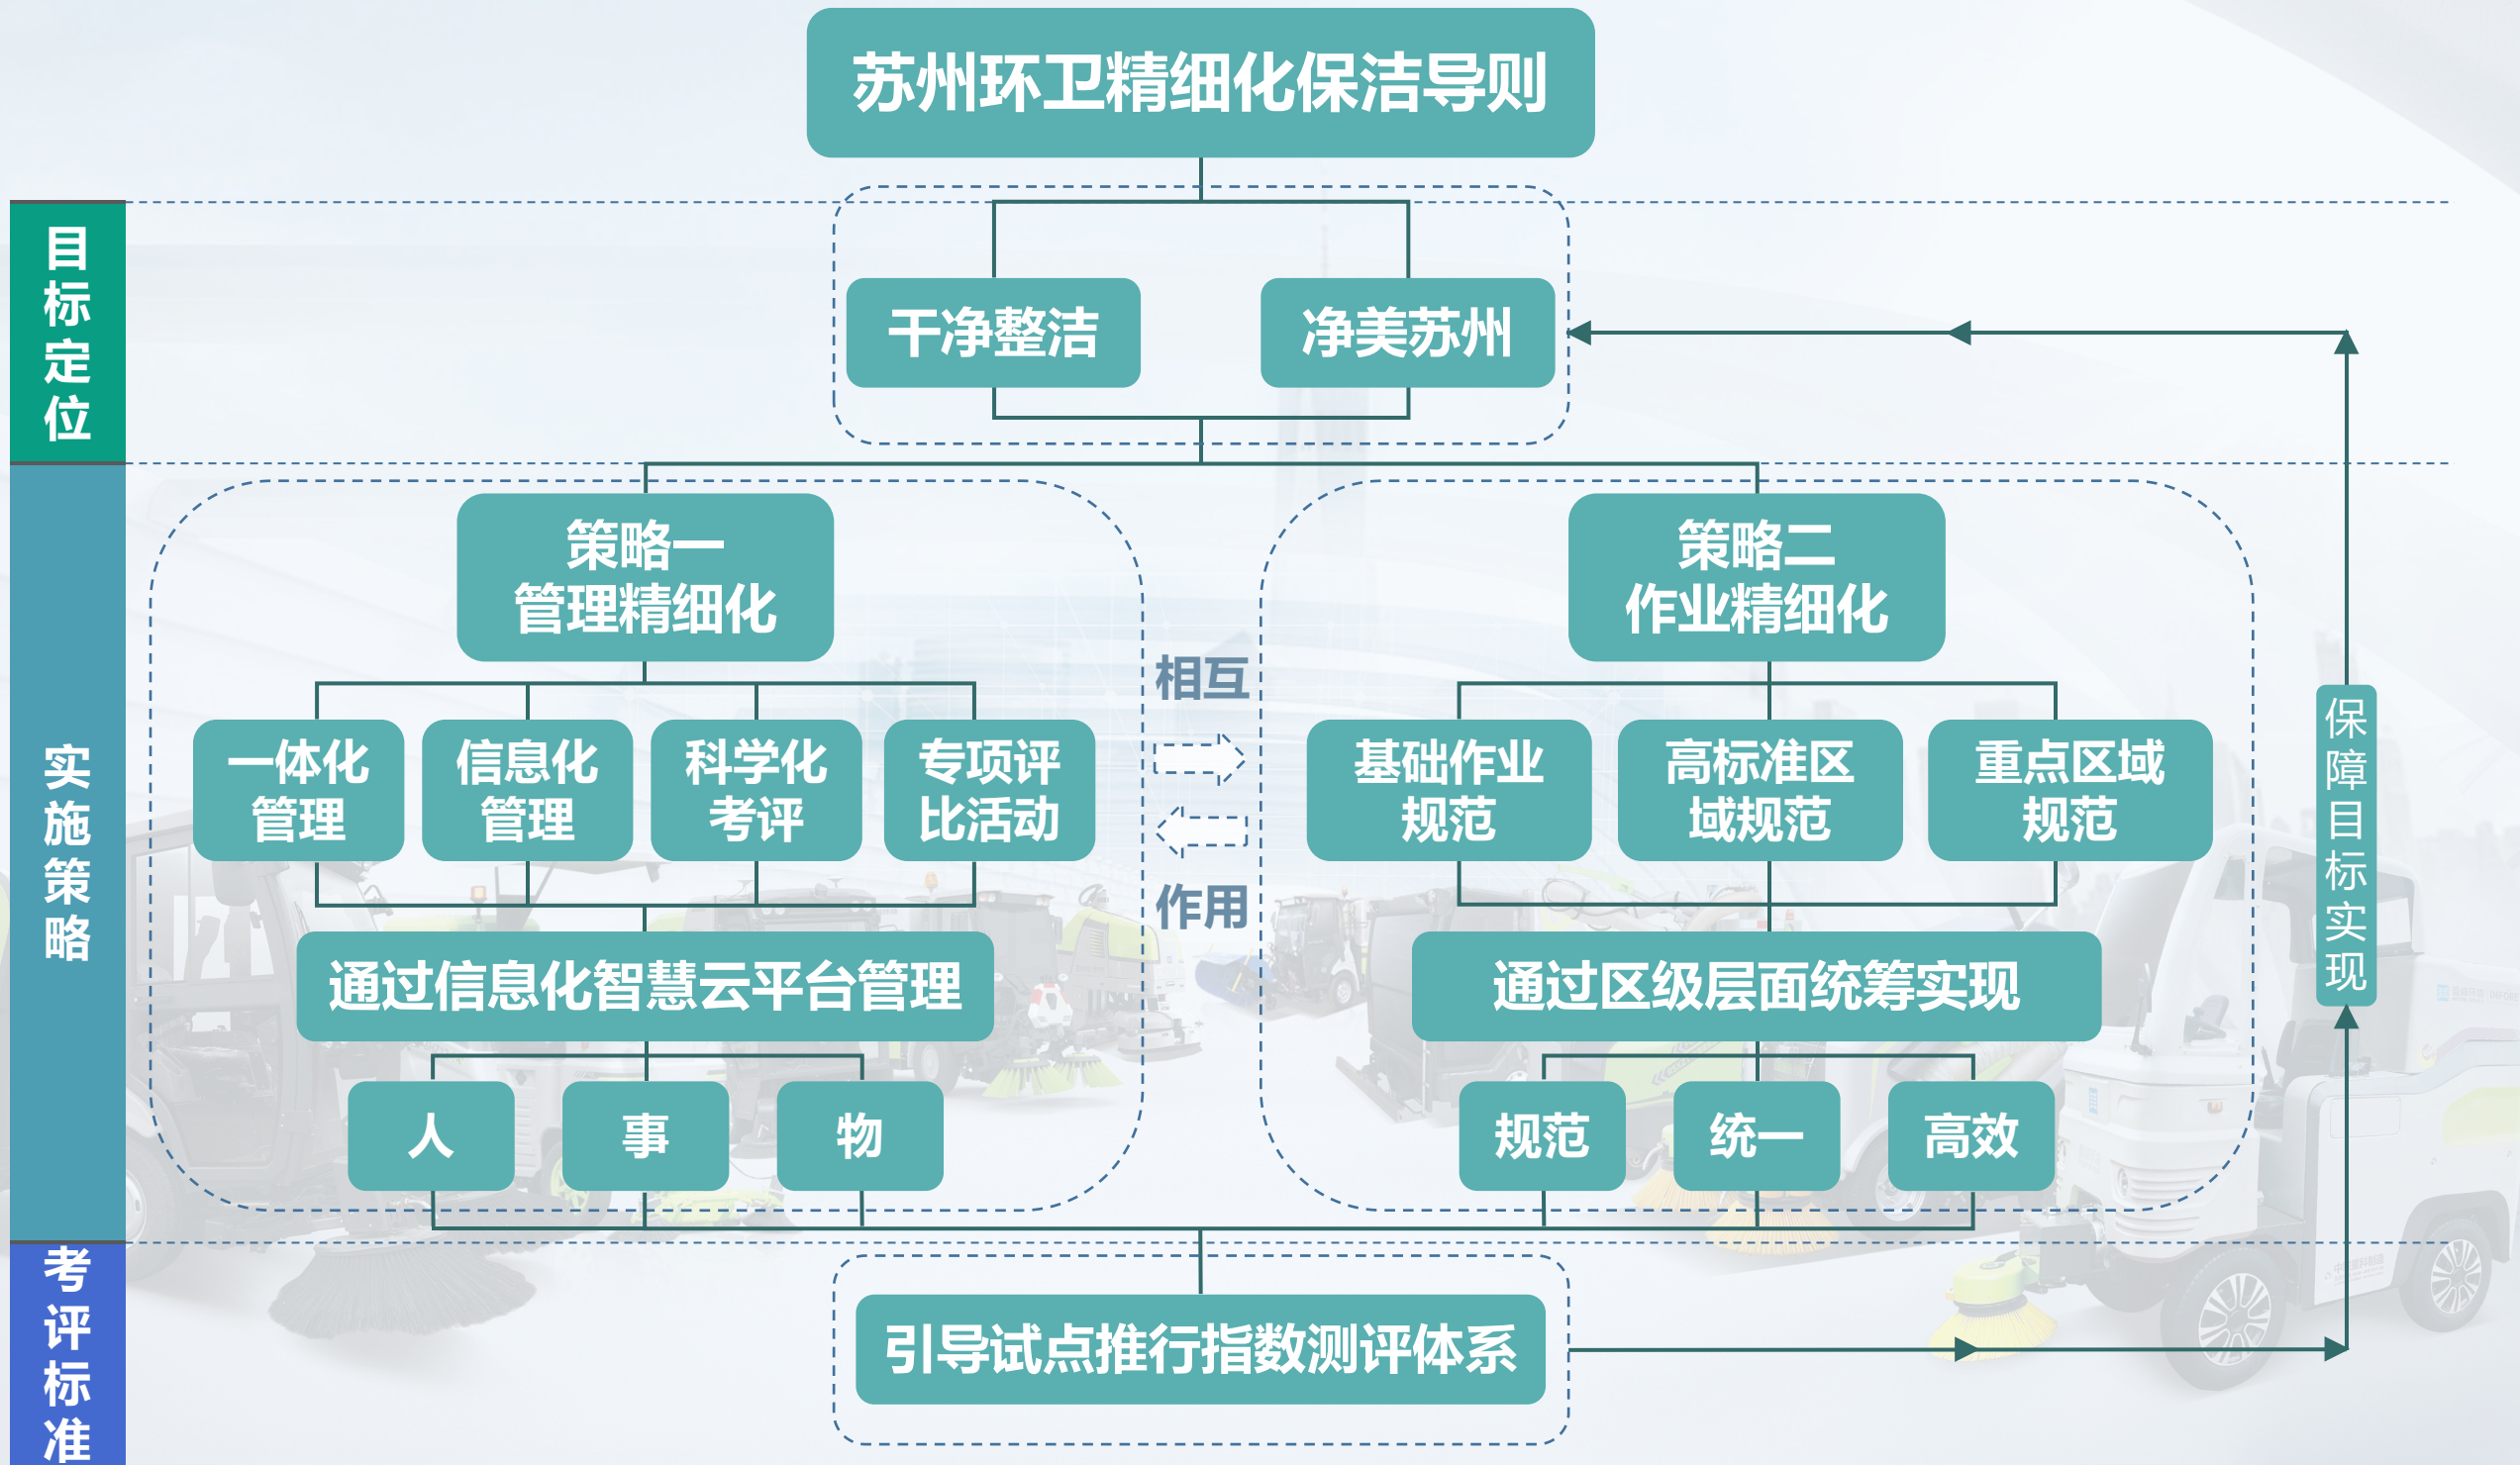 苏州环卫精细化保洁导则
目标定位
干净整洁
净美苏州
实施策略
策略一
管理精细化
策略二
作业精细化
相互
作用
一体化
管理
信息化
管理
科学化
考评
专项评
比活动
基础作业
规范
高标准区
域规范
重点区域
规范
保障目标实现
通过信息化智慧云平台管理
通过区级层面统筹实现
人
事
物
规范
统一
高效
考评标准
引导试点推行指数测评体系